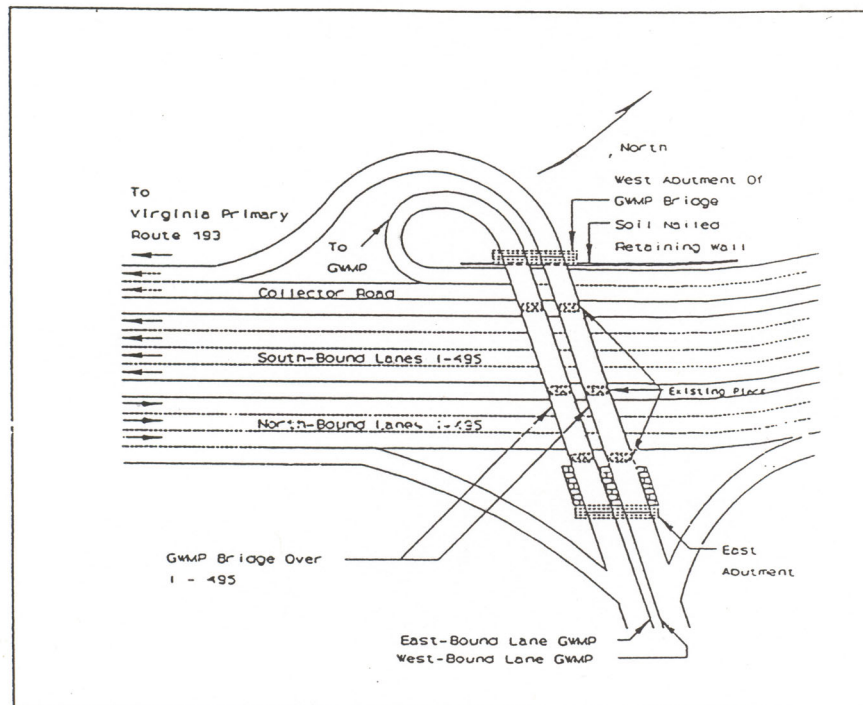 North
West Abutment Of
GWMP Bridge
Soil Nailed
Retaining Wall
To
Virginia Primary
Route 193
To
GWMP
Collector Road
South-Bound Lanes I-495
Existing Piers
North-Bound Lanes I-495
GWMP Bridge Over
I - 495
East
Abutment
East-Bound Lane GWMP
West-Bound Lane GWMP